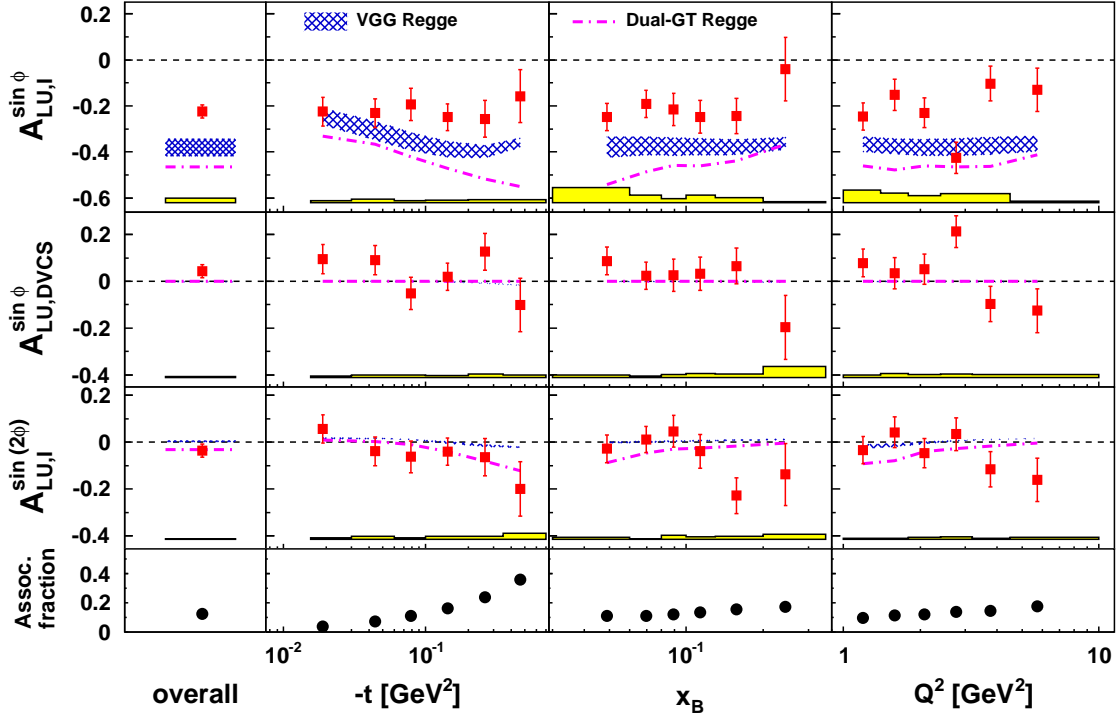 VGG Regge
Dual-GT Regge
A_{LU,I}^{sin ϕ}
0.2
0
-0.2
-0.4
-0.6
A_{LU,DVCS}^{sin ϕ}
0.2
0
-0.2
-0.4
A_{LU,I}^{sin (2ϕ)}
0.2
0
-0.2
-0.4
Assoc. fraction
0.4
0.2
0
10^{-2}
10^{-1}
10^{-1}
1
10
overall
-t [GeV^2]
x_B
Q^2 [GeV^2]